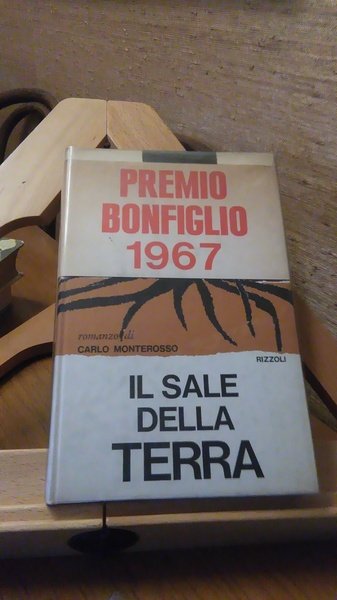 PREMIO
BONFIGLIO
1967
romanzo di
CARLO MONTEROSSO
RIZZOLI
IL SALE
DELLA
TERRA